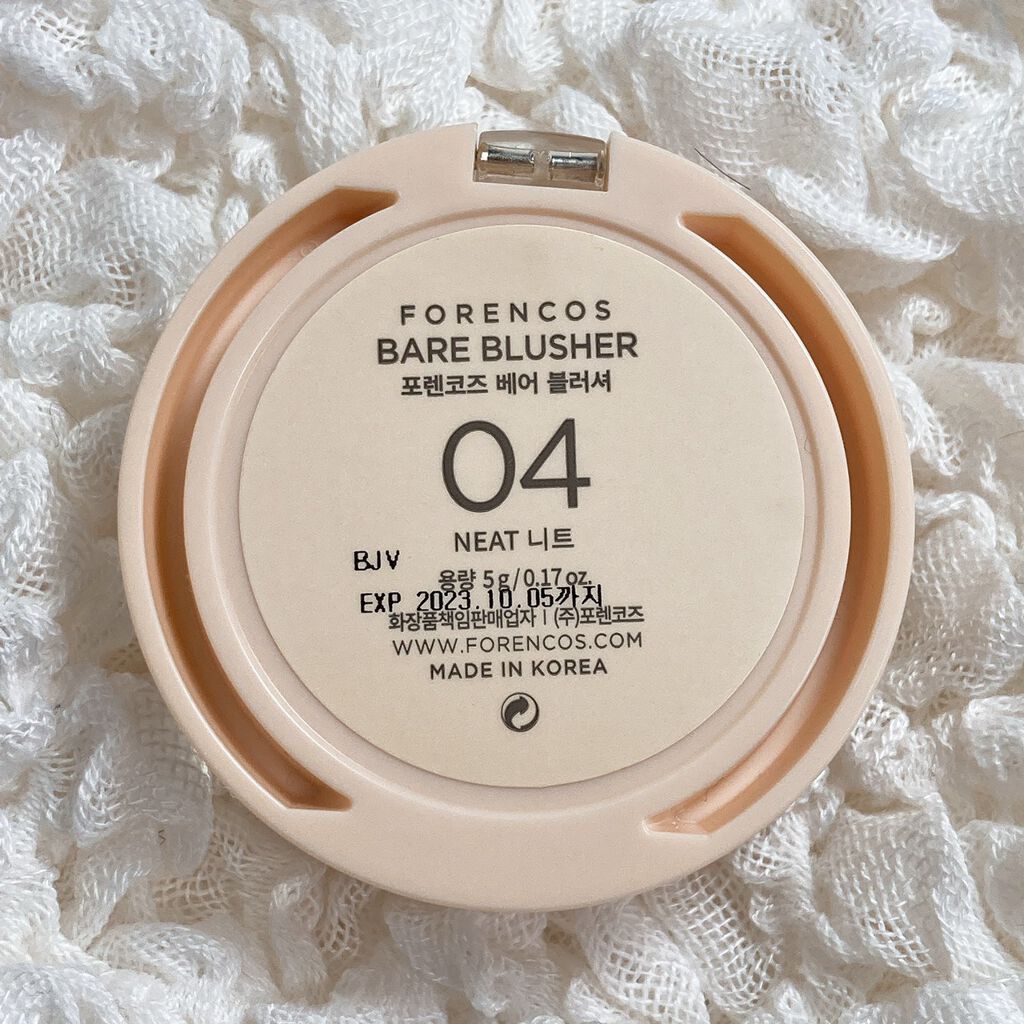 FORENCOS
BARE BLUSHER
포렌코즈 베어 블러셔
04
NEAT 니트
BJV
용량 5g/0.17 oz.
EXP 2023.10.05까지
화장품책임판매업자 | (주)포렌코즈
WWW.FORENCOS.COM
MADE IN KOREA